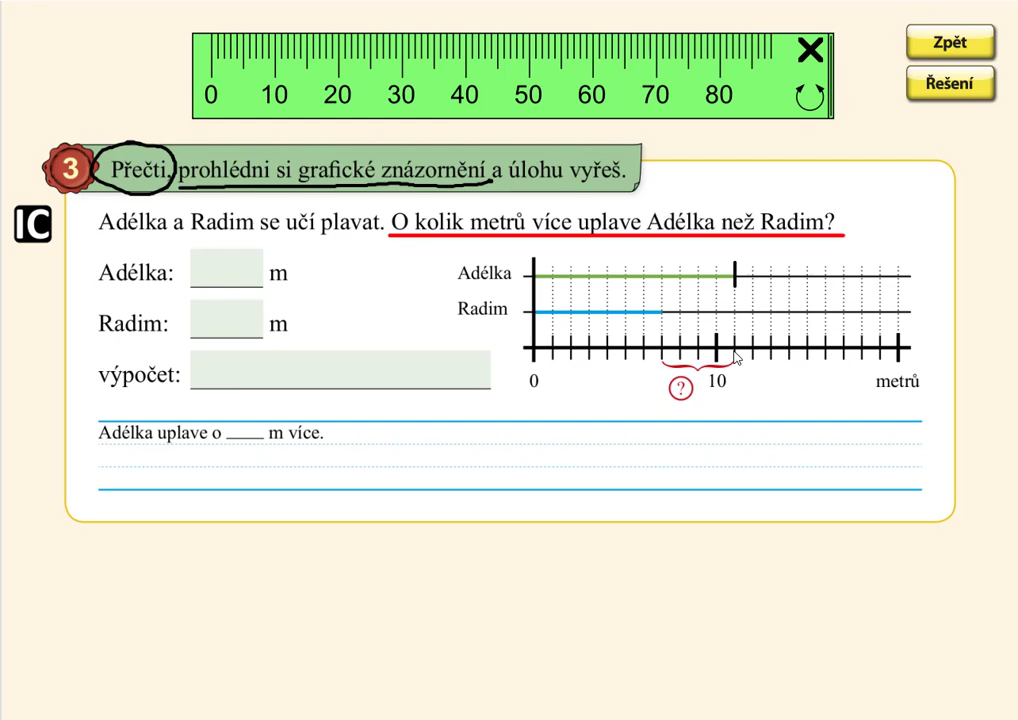 Zpět
0 10 20 30 40 50 60 70 80
Řešení
3 Přečti, prohlédni si grafické znázornění a úlohu vyřeš.
IC
Adélka a Radim se učí plavat. O kolik metrů více uplave Adélka než Radim?
Adélka: m
Radim: m
výpočet:
Adélka
Radim
0 ? 10 metrů
Adélka uplave o ____ m více.